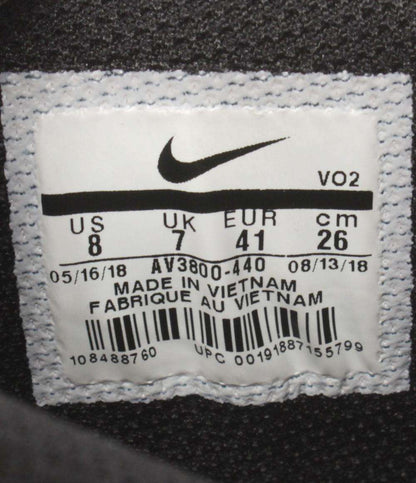 VO2
US UK EUR cm
8 7 41 26
05/16/18 AV3800-440 08/13/18
MADE IN VIETNAM
FABRIQUE AU VIETNAM
108488760 UPC 00191887155799